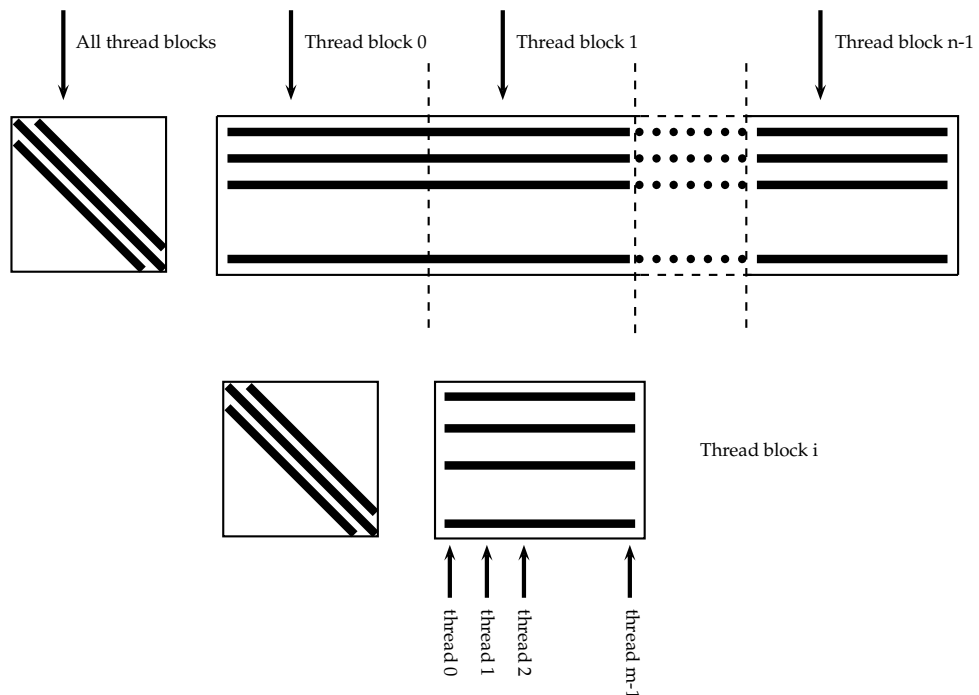 All thread blocks
Thread block 0
Thread block 1
Thread block n-1
Thread block i
thread 0
thread 1
thread 2
thread m-1